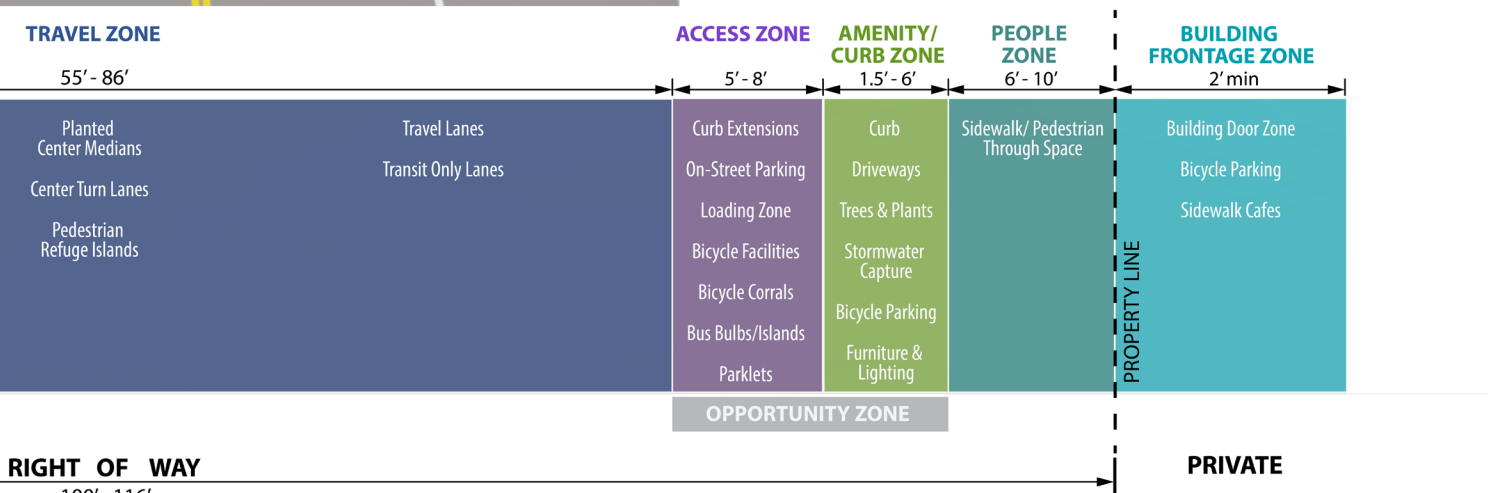 TRAVEL ZONE
55’ - 86’
ACCESS ZONE
5’ - 8’
AMENITY/
CURB ZONE
1.5’ - 6’
PEOPLE
ZONE
6’ - 10’
BUILDING
FRONTAGE ZONE
2’ min
Planted
Center Medians
Center Turn Lanes
Pedestrian
Refuge Islands
Travel Lanes
Transit Only Lanes
Curb Extensions
On-Street Parking
Loading Zone
Bicycle Facilities
Bicycle Corrals
Bus Bulbs/Islands
Parklets
Curb
Driveways
Trees & Plants
Stormwater
Capture
Bicycle Parking
Furniture &
Lighting
Sidewalk/ Pedestrian
Through Space
PROPERTY LINE
Building Door Zone
Bicycle Parking
Sidewalk Cafes
OPPORTUNITY ZONE
RIGHT OF WAY
PRIVATE